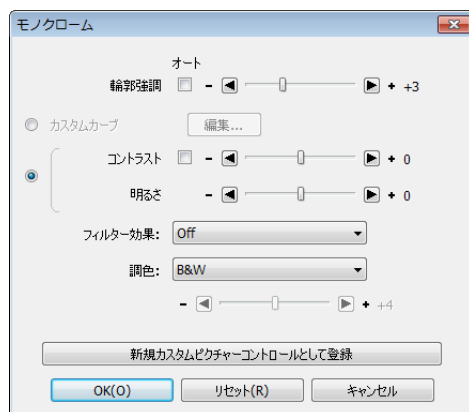 モノクローム
オート
輪郭強調 - + +3
カスタムカーブ 編集...
コントラスト - + 0
明るさ - + 0
フィルター効果: Off
調色: B&W
- + +4
新規カスタムピクチャーコントロールとして登録
OK(O) リセット(R) キャンセル